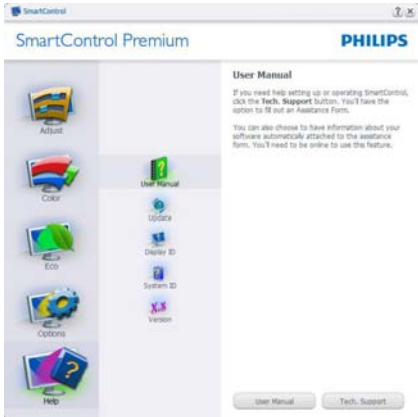 SmartControl
SmartControl Premium
PHILIPS
Adjust
Color
Eco
Options
Help
User Manual
Update
Display ID
System ID
Version
User Manual
If you need help setting up or operating SmartControl,
click the Tech. Support button. You'll have the
option to fill out an Assistance Form.
You can also choose to have information about your
software automatically attached to the assistance
form. You'll need to be online to use this feature.
User Manual
Tech. Support